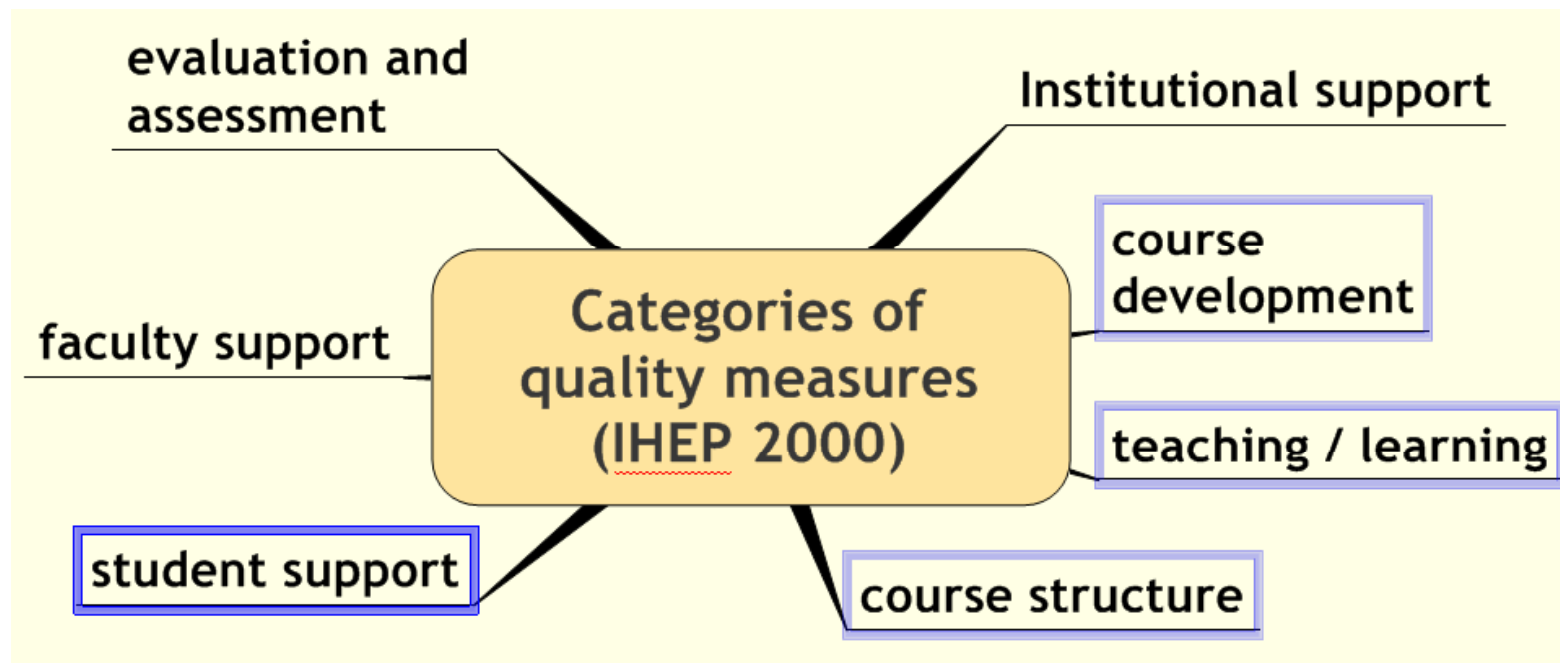 evaluation and
assessment
Institutional support
course
development
faculty support
Categories of
quality measures
(IHEP 2000)
teaching / learning
student support
course structure